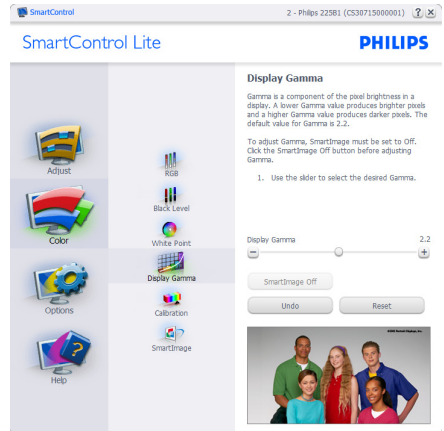 SmartControl
2 - Philips 225B1 (CS30715000001)
SmartControl Lite
PHILIPS
Adjust
Color
Options
Help
RGB
Black Level
White Point
Display Gamma
Calibration
SmartImage
Display Gamma
Gamma is a component of the pixel brightness in a
display. A lower Gamma value produces brighter pixels
and a higher Gamma value produces darker pixels. The
default value for Gamma is 2.2.
To adjust Gamma, SmartImage must be set to Off.
Click the SmartImage Off button before adjusting
Gamma.
1. Use the slider to select the desired Gamma.
Display Gamma 2.2
SmartImage Off
Undo Reset